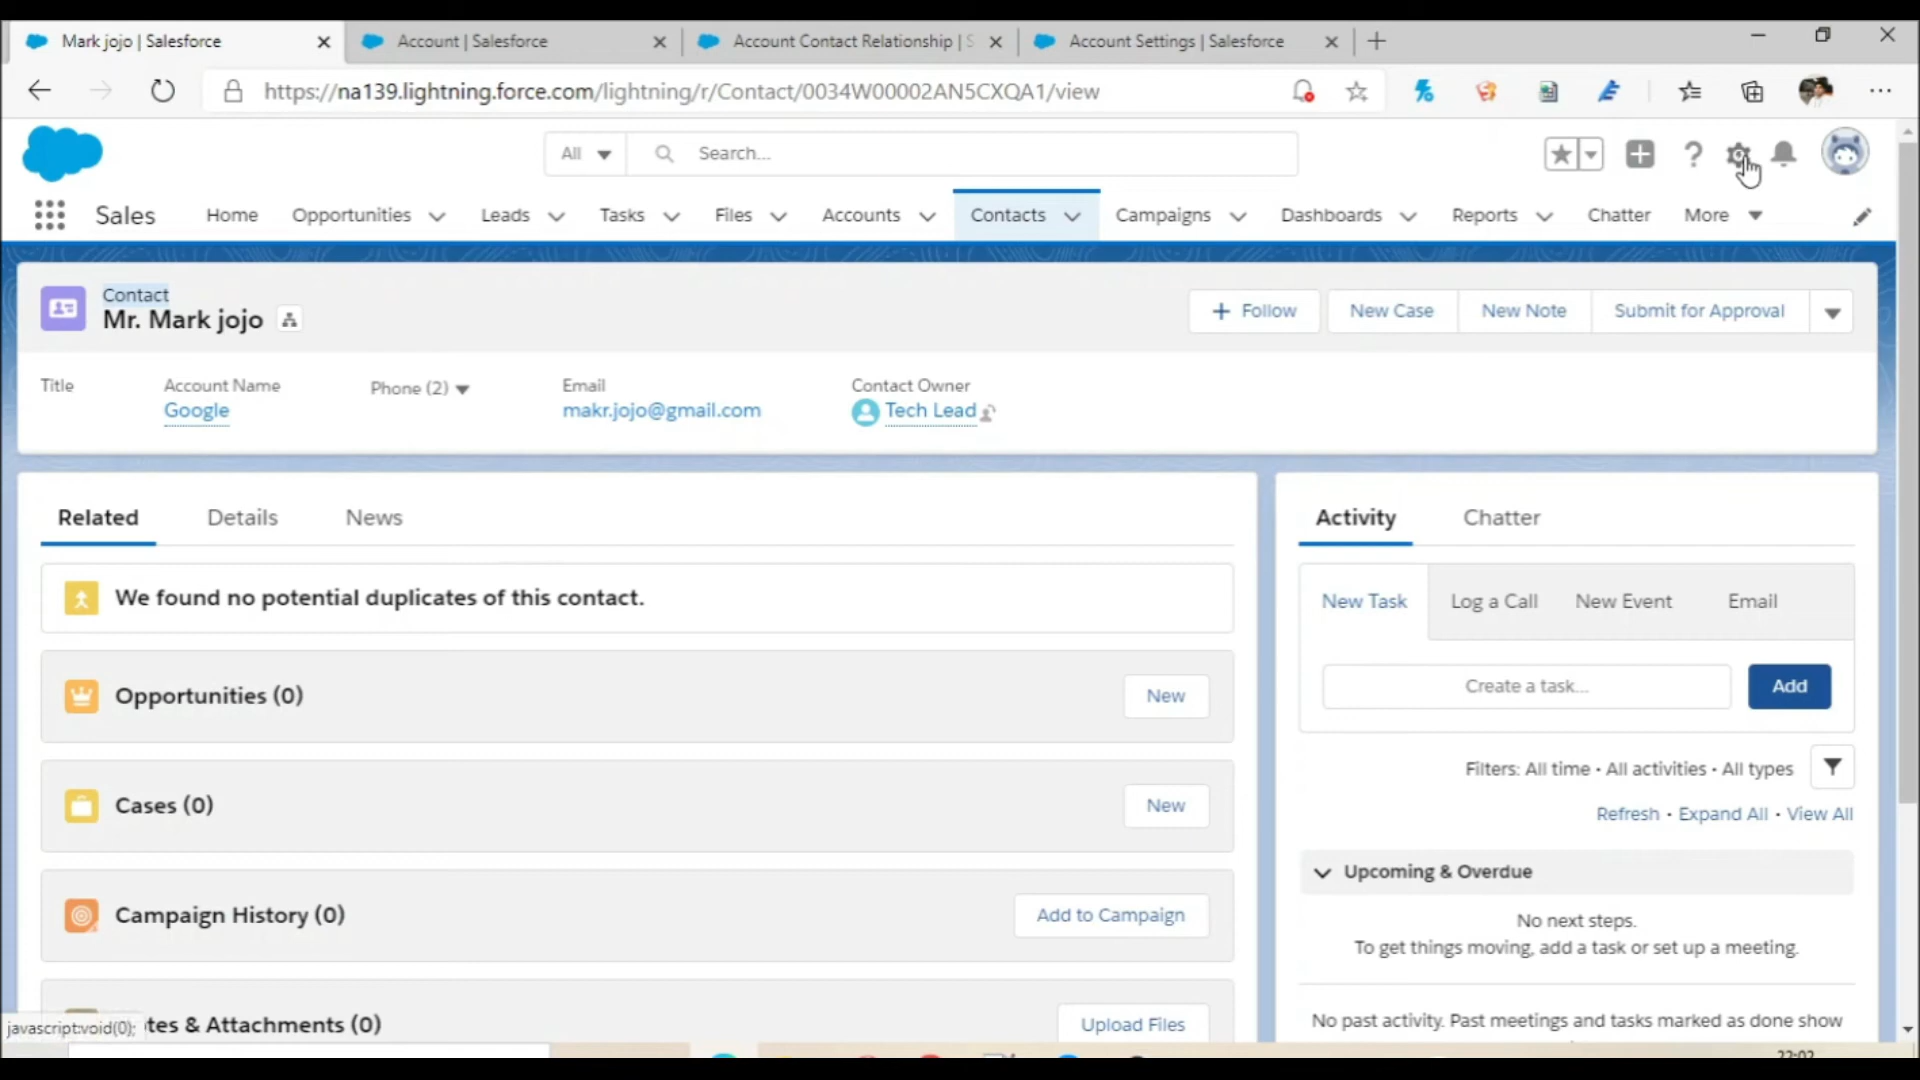 Mark jojo | Salesforce
Account | Salesforce
Account Contact Relationship | S
Account Settings | Salesforce
https://na139.lightning.force.com/lightning/r/Contact/0034W00002AN5CXQA1/view
All
Search...
Sales
Home
Opportunities
Leads
Tasks
Files
Accounts
Contacts
Campaigns
Dashboards
Reports
Chatter
More
Contact
Mr. Mark jojo
Follow
New Case
New Note
Submit for Approval
Title
Account Name
Google
Phone (2)
Email
makr.jojo@gmail.com
Contact Owner
Tech Lead
Related
Details
News
We found no potential duplicates of this contact.
Opportunities (0)
New
Cases (0)
New
Campaign History (0)
Add to Campaign
tes & Attachments (0)
Upload Files
javascript:void(0);
Activity
Chatter
New Task
Log a Call
New Event
Email
Create a task...
Add
Filters: All time • All activities • All types
Refresh • Expand All • View All
Upcoming & Overdue
No next steps.
To get things moving, add a task or set up a meeting.
No past activity. Past meetings and tasks marked as done show